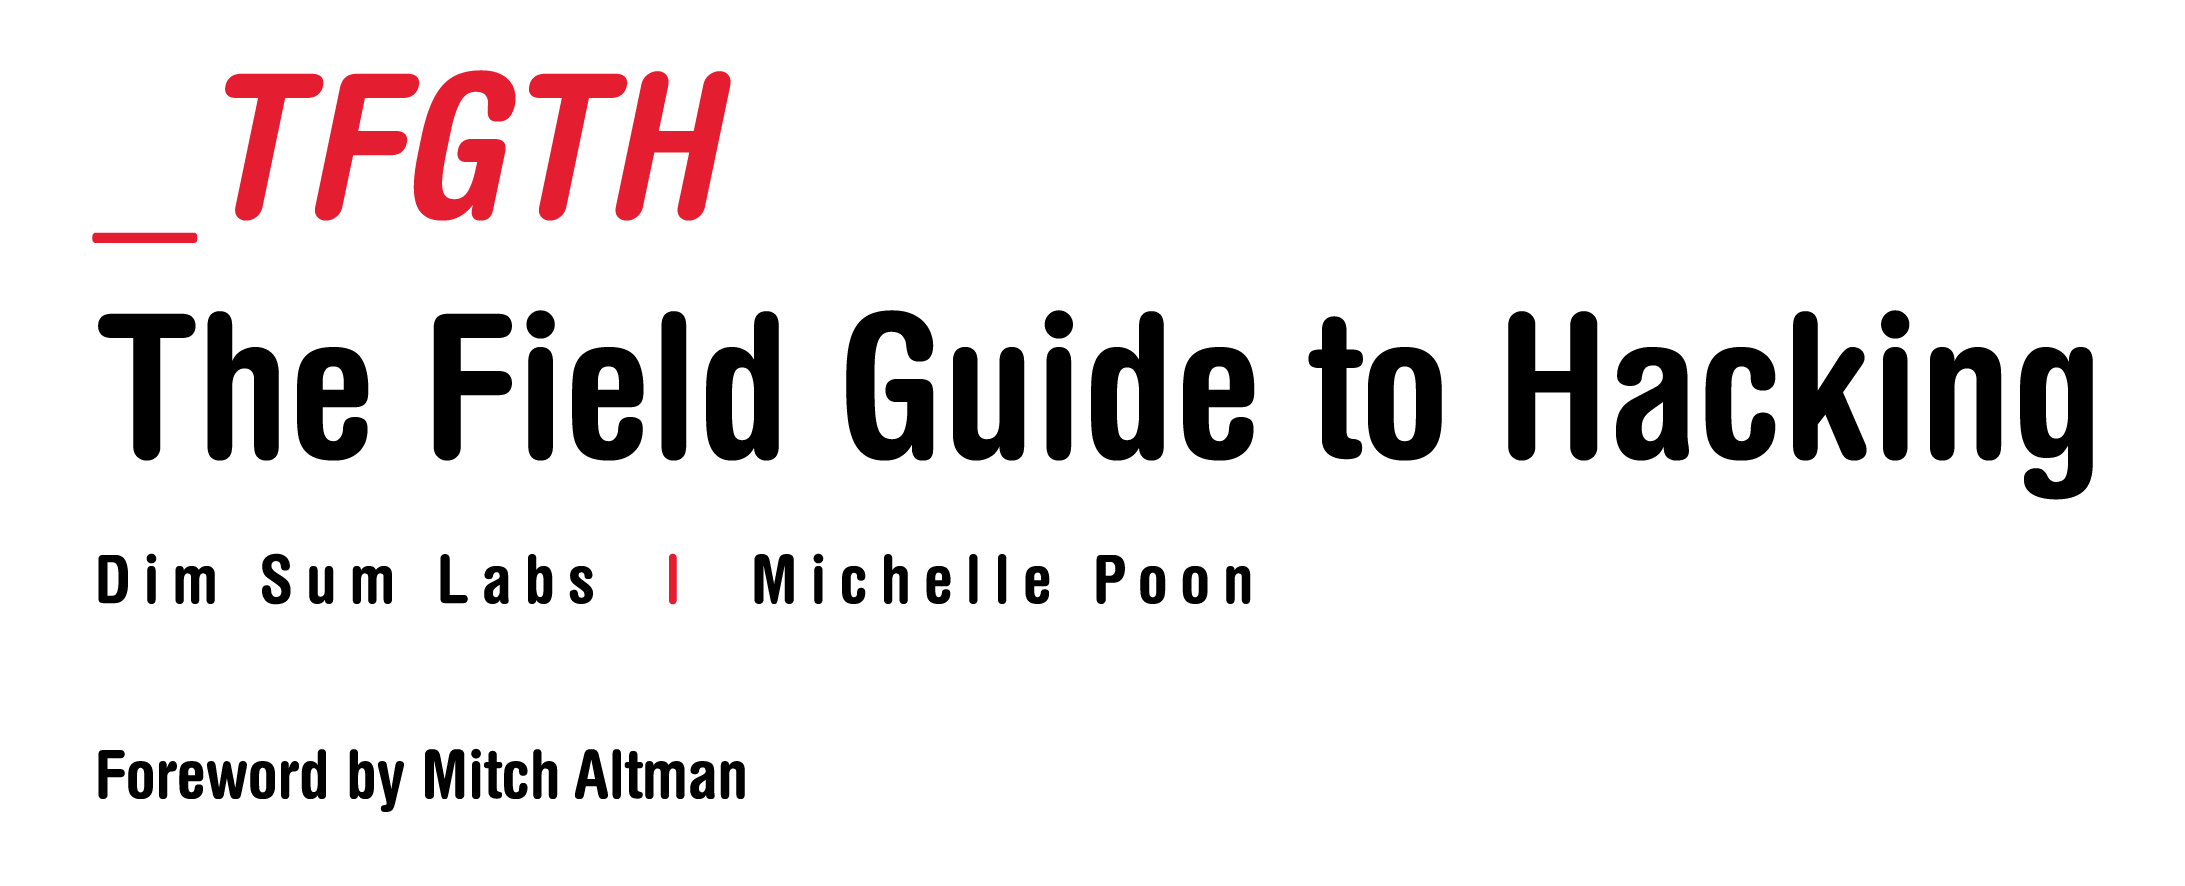 _TFGTH
The Field Guide to Hacking
Dim Sum Labs | Michelle Poon
Foreword by Mitch Altman